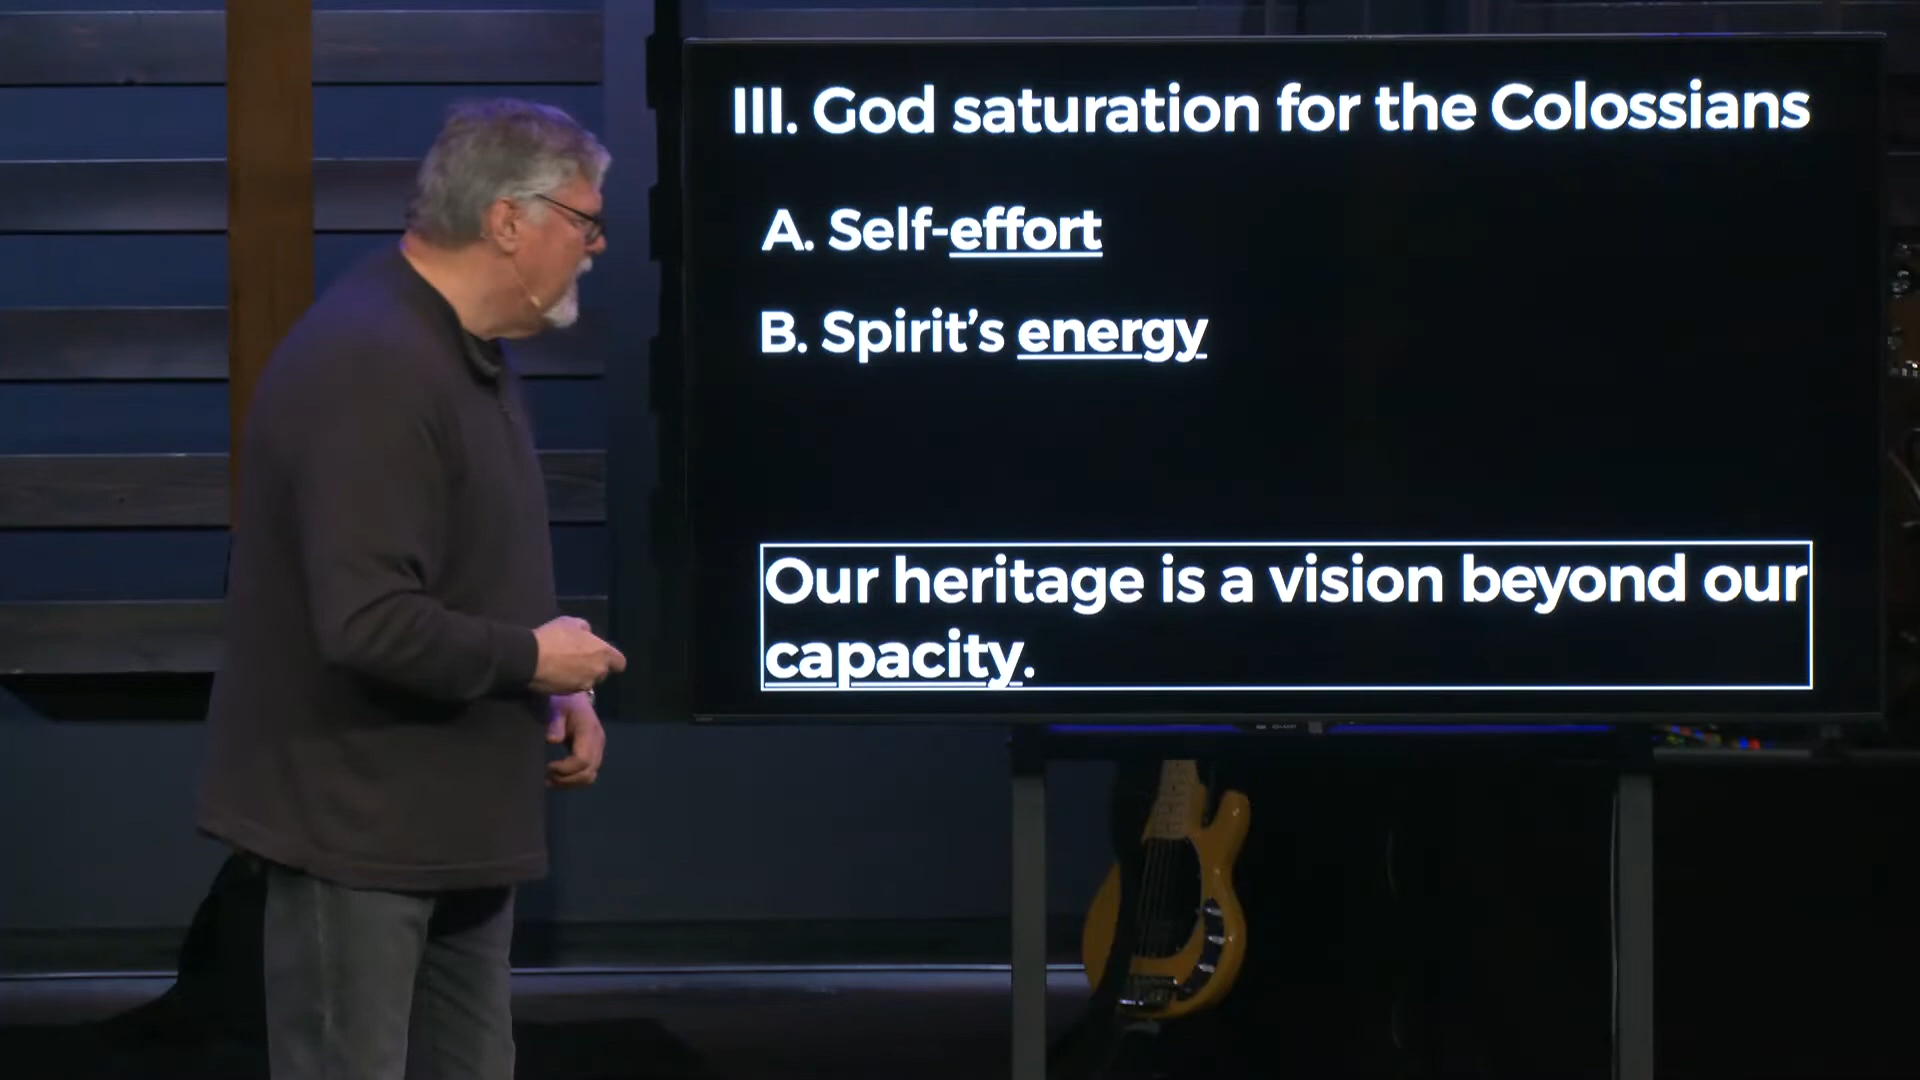 III. God saturation for the Colossians
A. Self-effort
B. Spirit’s energy
Our heritage is a vision beyond our
capacity.